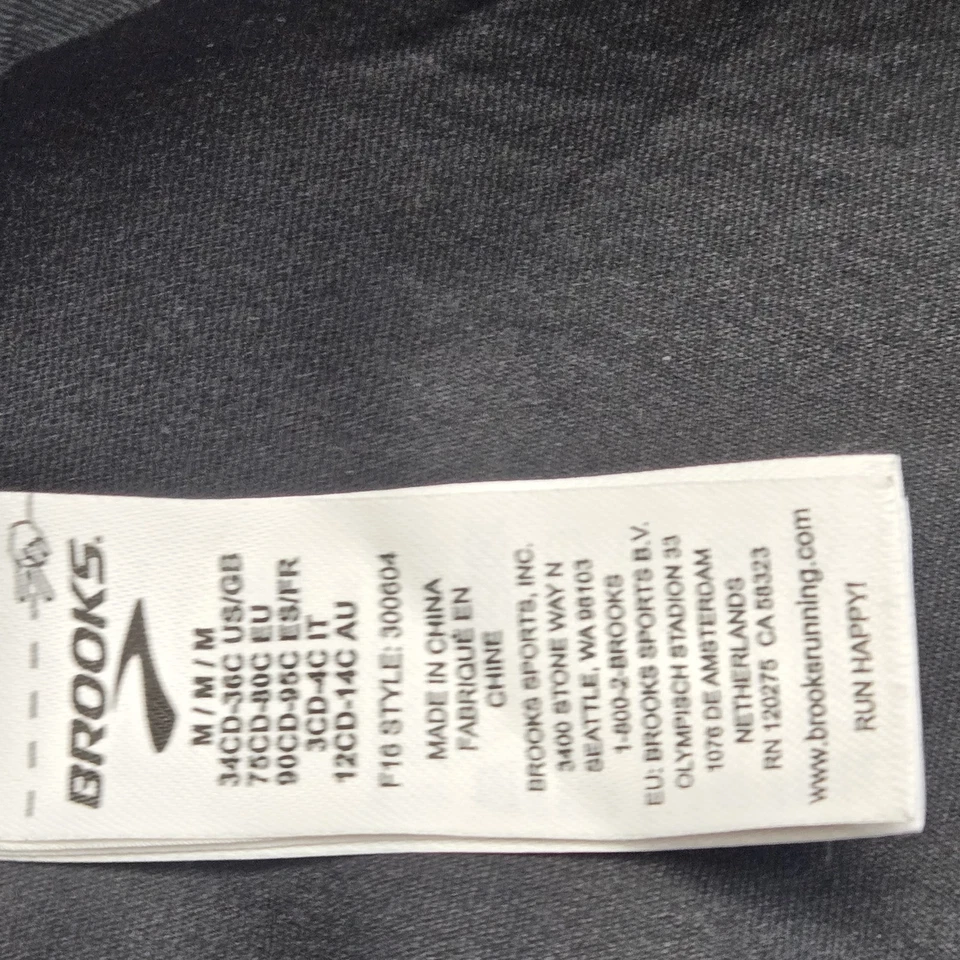 BROOKS
M / M / M
34CD-36C US/GB
75CD-80C EU
90CD-95C ES/FR
3CD-4C IT
12CD-14C AU
F16 STYLE: 300604
MADE IN CHINA
FABRIQUÉ EN
CHINE
BROOKS SPORTS, INC.
3400 STONE WAY N
SEATTLE, WA 98103
1-800-2-BROOKS
EU: BROOKS SPORTS B.V.
OLYMPISCH STADION 33
1076 DE AMSTERDAM
NETHERLANDS
RN 120275 CA 58323
www.brooksrunning.com
RUN HAPPY!